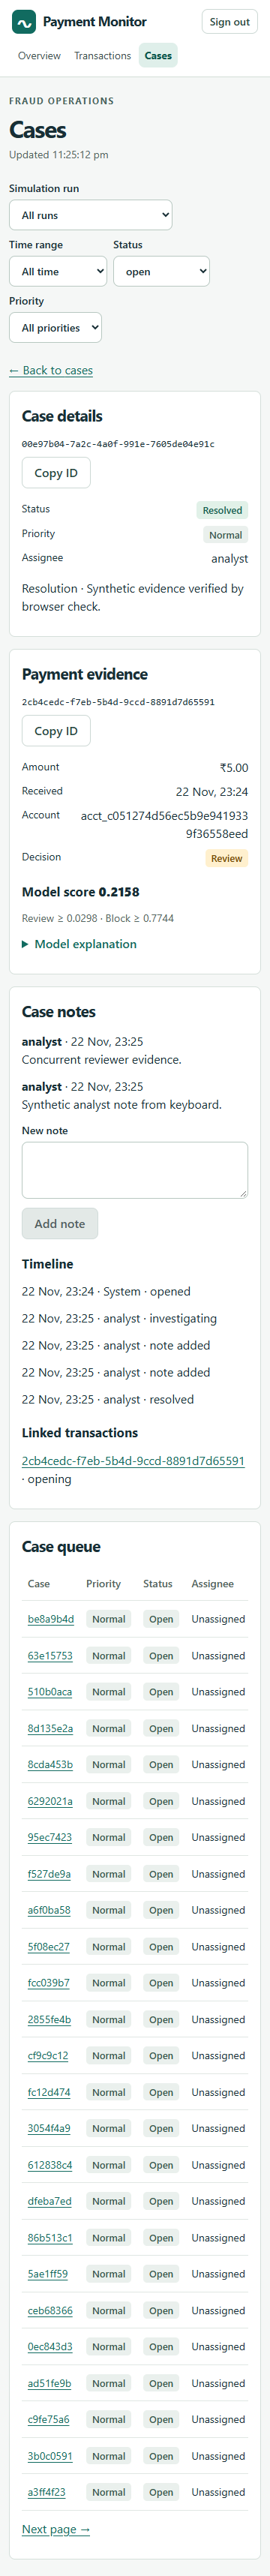 Payment Monitor
Sign out
Overview Transactions Cases
FRAUD OPERATIONS
Cases
Updated 11:25:12 pm
Simulation run
All runs
Time range Status
All time open
Priority
All priorities
← Back to cases
Case details
00e97b04-7a2c-4a0f-991e-7605de04e91c
Copy ID
Status Resolved
Priority Normal
Assignee analyst
Resolution · Synthetic evidence verified by
browser check.
Payment evidence
2cb4cedc-f7eb-5b4d-9ccd-8891d7d65591
Copy ID
Amount ₹5.00
Received 22 Nov, 23:24
Account acct_c051274d56ec5b9e941933
9f36558eed
Decision Review
Model score 0.2158
Review ≥ 0.0298 · Block ≥ 0.7744
▶ Model explanation
Case notes
analyst · 22 Nov, 23:25
Concurrent reviewer evidence.
analyst · 22 Nov, 23:25
Synthetic analyst note from keyboard.
New note
Add note
Timeline
22 Nov, 23:24 · System · opened
22 Nov, 23:25 · analyst · investigating
22 Nov, 23:25 · analyst · note added
22 Nov, 23:25 · analyst · note added
22 Nov, 23:25 · analyst · resolved
Linked transactions
2cb4cedc-f7eb-5b4d-9ccd-8891d7d65591
· opening
Case queue
Case Priority Status Assignee
be8a9b4d Normal Open Unassigned
63e15753 Normal Open Unassigned
510b0aca Normal Open Unassigned
8d135e2a Normal Open Unassigned
8cda453b Normal Open Unassigned
6292021a Normal Open Unassigned
95ec7423 Normal Open Unassigned
f527de9a Normal Open Unassigned
a6f0ba58 Normal Open Unassigned
5f08ec27 Normal Open Unassigned
fcc039b7 Normal Open Unassigned
2855fe4b Normal Open Unassigned
cf9c9c12 Normal Open Unassigned
fc12d474 Normal Open Unassigned
3054f4a9 Normal Open Unassigned
612838c4 Normal Open Unassigned
dfeba7ed Normal Open Unassigned
86b513c1 Normal Open Unassigned
5ae1ff59 Normal Open Unassigned
ceb68366 Normal Open Unassigned
0ec843d3 Normal Open Unassigned
ad51fe9b Normal Open Unassigned
c9fe75a6 Normal Open Unassigned
3b0c0591 Normal Open Unassigned
a3ff4f23 Normal Open Unassigned
Next page →